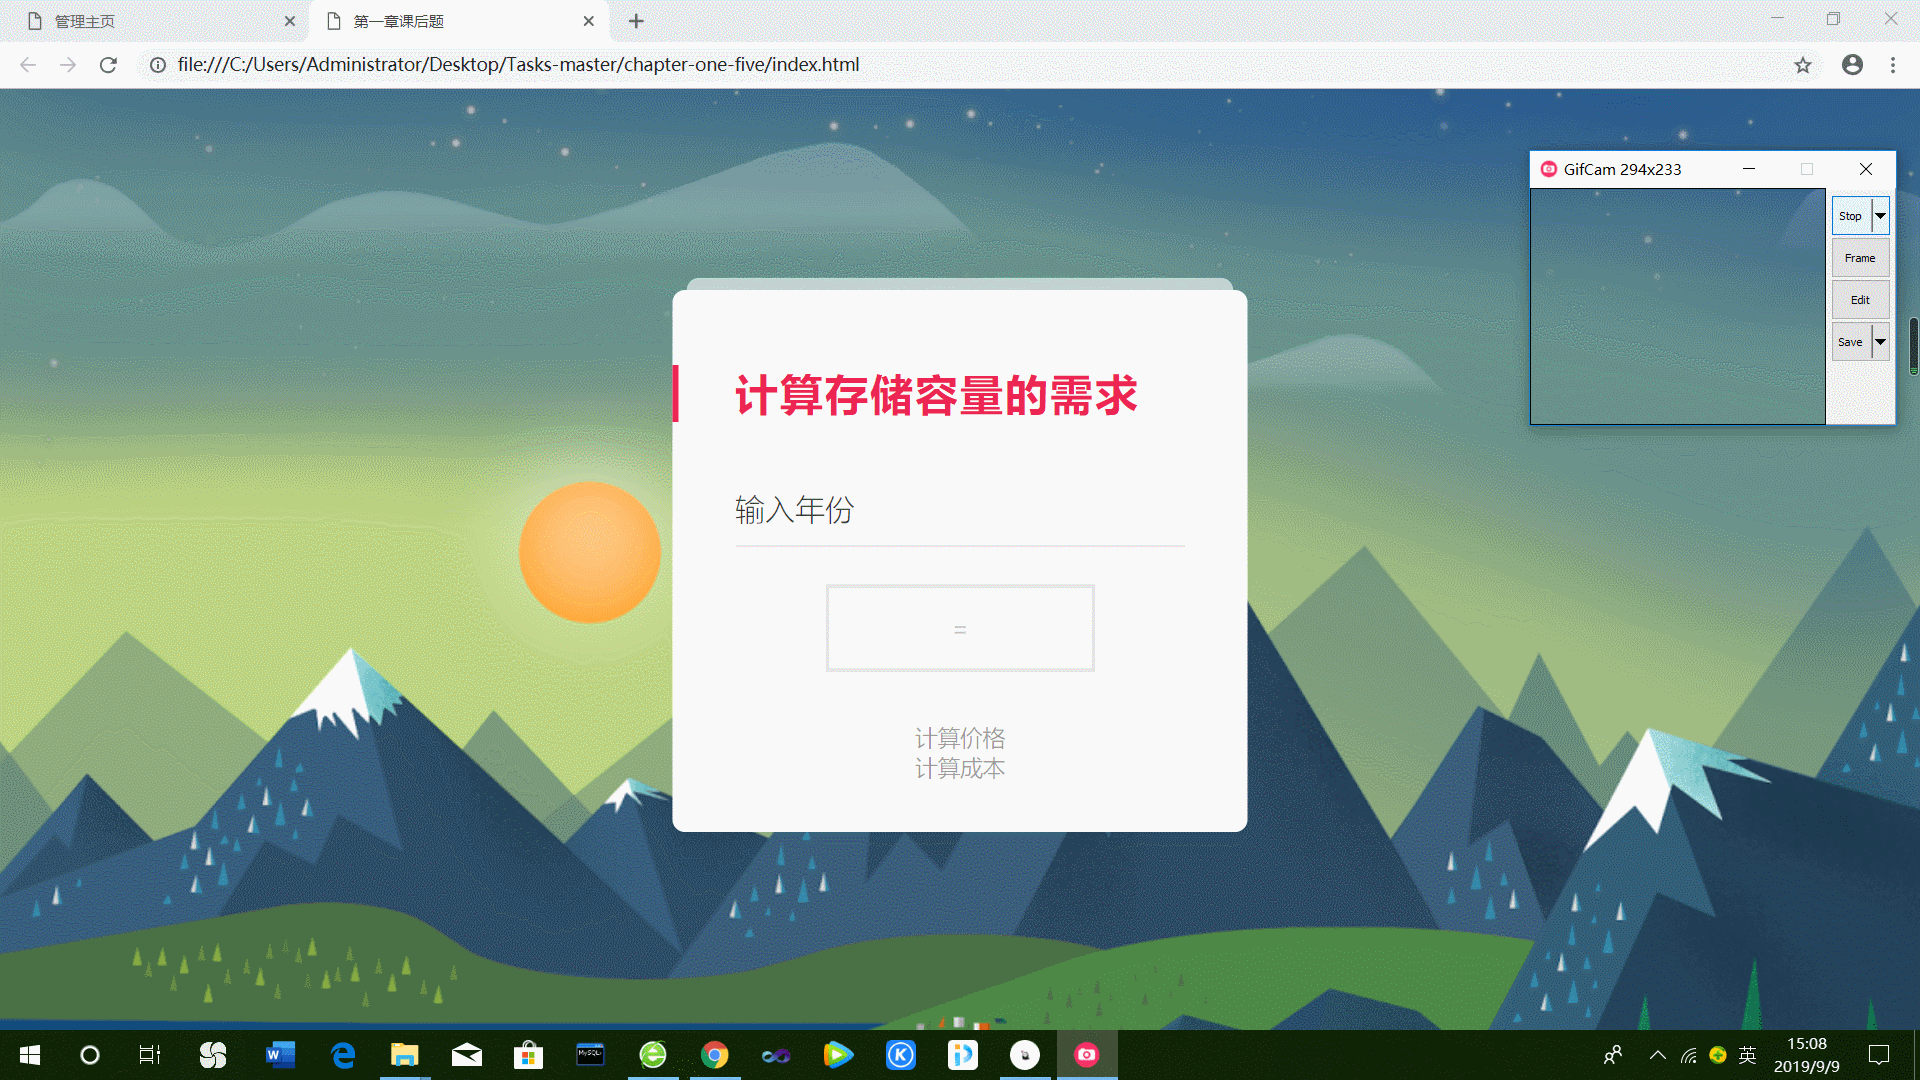 管理主页
第一章课后题
file:///C:/Users/Administrator/Desktop/Tasks-master/chapter-one-five/index.html
GifCam 294x233
Stop
Frame
Edit
Save
计算存储容量的需求
输入年份
=
计算价格
计算成本
MySQL
英
15:08
2019/9/9